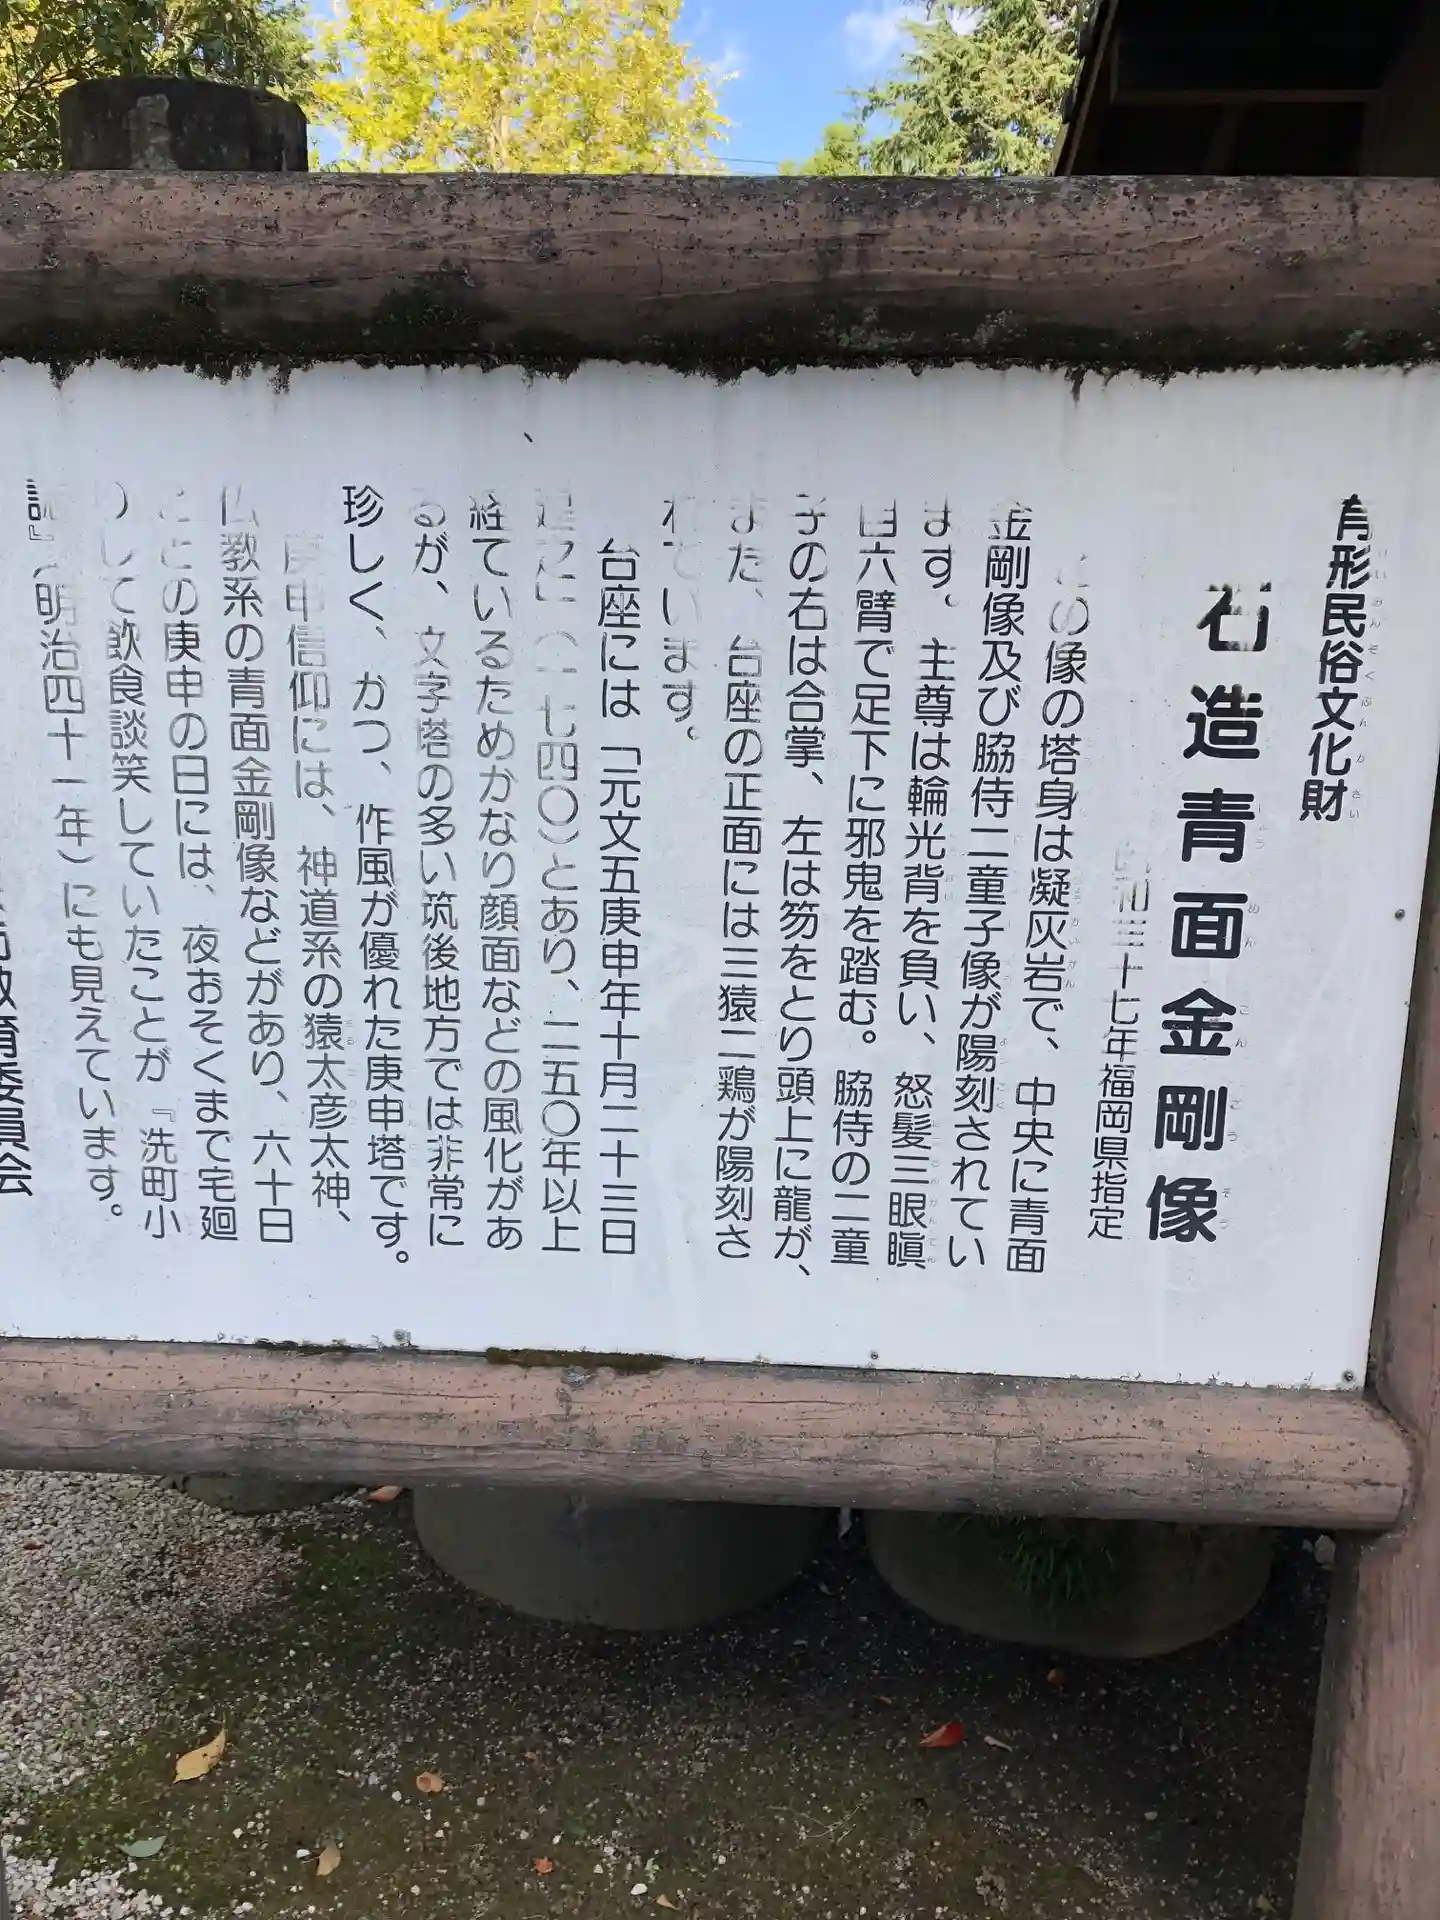 有形民俗文化財
石造青面金剛像
昭和三十七年福岡県指定
この像の塔身は凝灰岩で、中央に青面
金剛像及び脇侍二童子像が陽刻されてい
ます。主尊は輪光背を負い、怒髪三眼瞋
目六臂で足下に邪鬼を踏む。脇侍の二童
子の右は合掌、左は笏をとり頭上に龍が、
また、台座の正面には三猿二鶏が陽刻さ
れています。
台座には「元文五庚申年十月二十三日
建之」(一七四〇)とあり、二五〇年以上
経ているためかなり顔面などの風化があ
るが、文字塔の多い筑後地方では非常に
珍しく、かつ、作風が優れた庚申塔です。
庚申信仰には、神道系の猿太彦太神、
仏教系の青面金剛像などがあり、六十日
ごとの庚申の日には、夜おそくまで宅廻
りして飲食談笑していたことが『洗町小
誌』(明治四十一年)にも見えています。
教育委員会